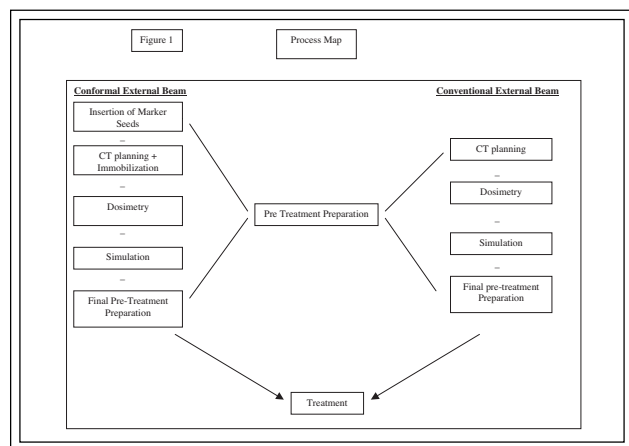 Figure 1
Process Map
Conformal External Beam
Insertion of Marker
Seeds
–
CT planning +
Immobilization
–
Dosimetry
–
Simulation
–
Final Pre-Treatment
Preparation
Pre Treatment Preparation
Conventional External Beam
CT planning
–
Dosimetry
–
Simulation
–
Final pre-treatment
Preparation
Treatment